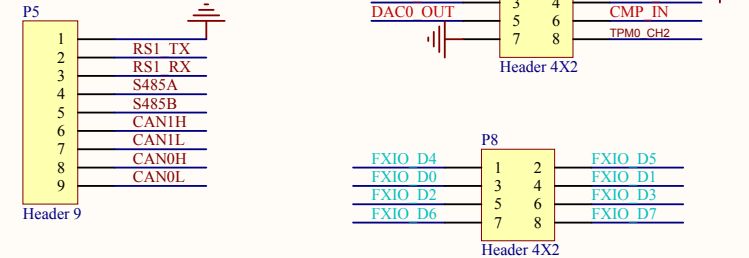 P5
1
2 RS1_TX
3 RS1_RX
4 S485A
5 S485B
6 CAN1H
7 CAN1L
8 CAN0H
9 CAN0L
Header 9
3 4
DAC0_OUT 5 6 CMP_IN
7 8 TPM0_CH2
Header 4X2
P8
FXIO_D4 1 2 FXIO_D5
FXIO_D0 3 4 FXIO_D1
FXIO_D2 5 6 FXIO_D3
FXIO_D6 7 8 FXIO_D7
Header 4X2